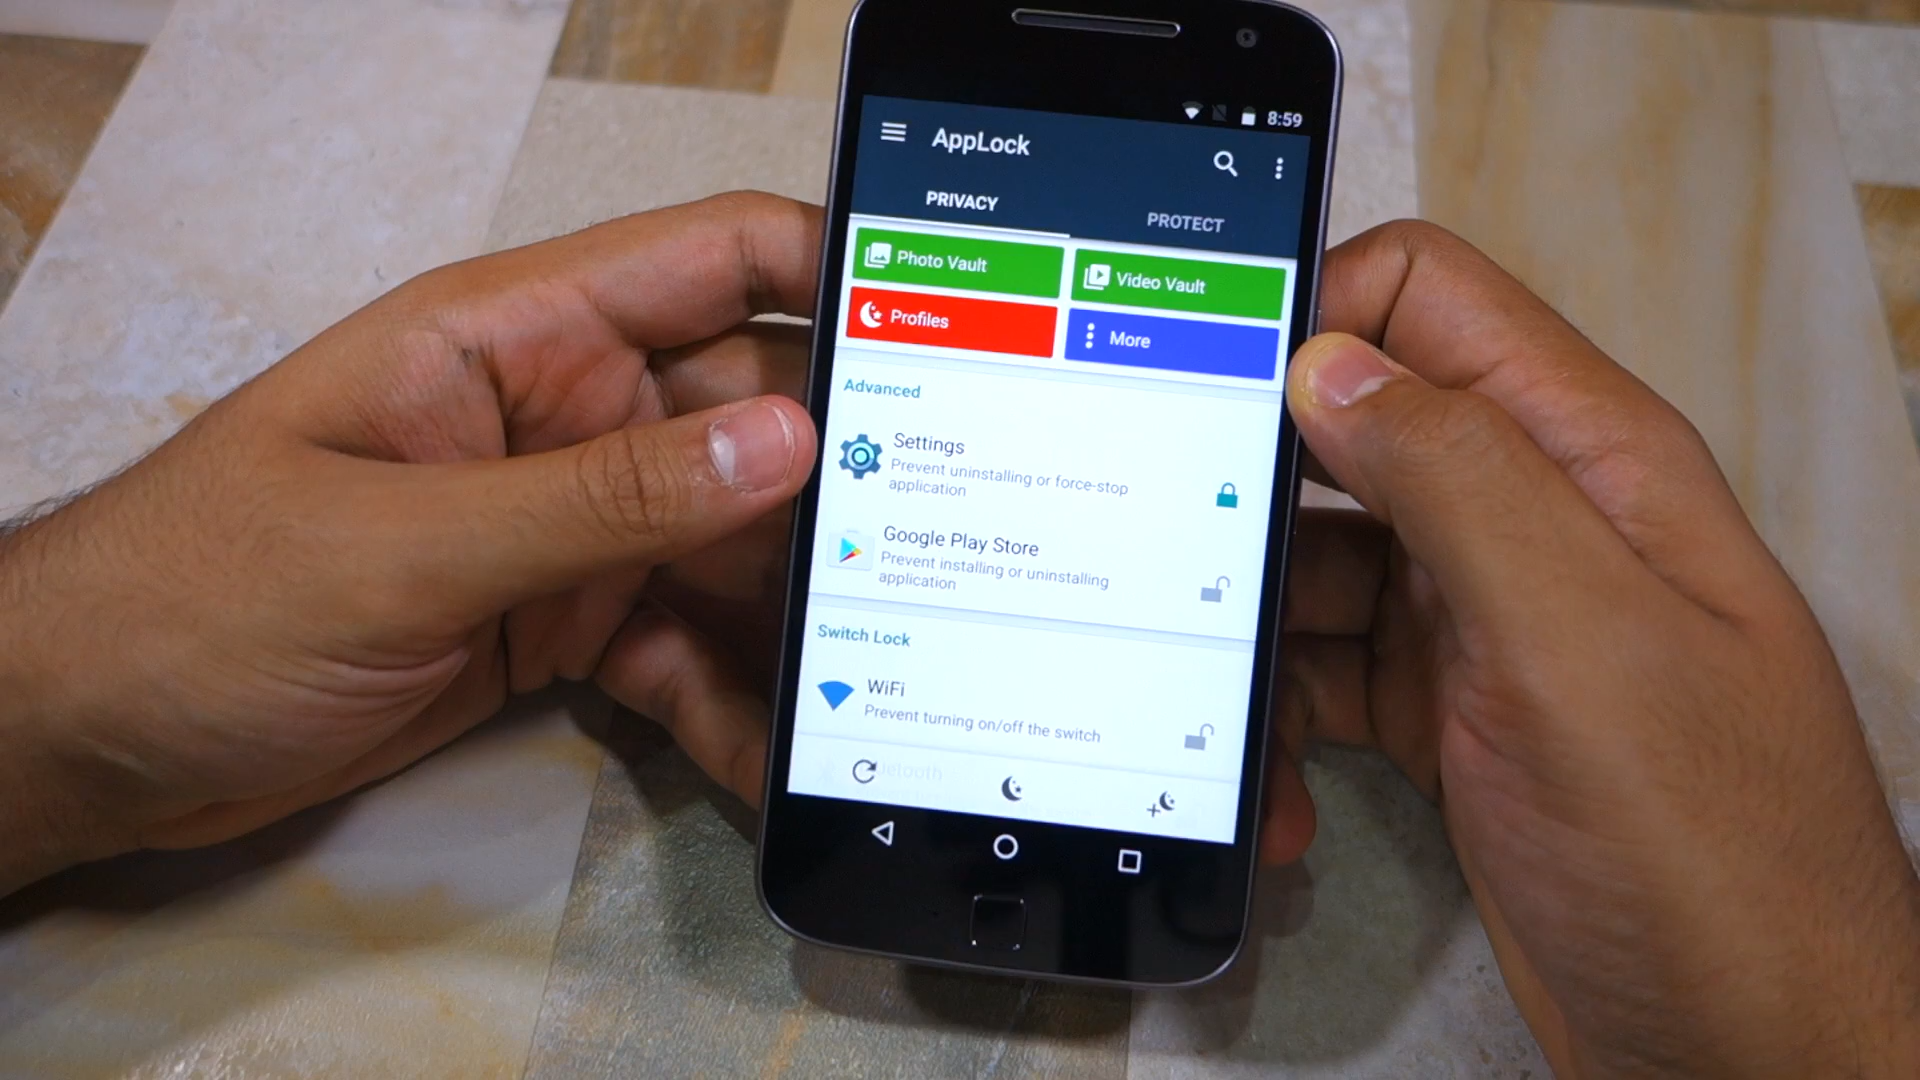 8:59
AppLock
PRIVACY
PROTECT
Photo Vault
Video Vault
Profiles
More
Advanced
Settings
Prevent uninstalling or force-stop
application
Google Play Store
Prevent installing or uninstalling
application
Switch Lock
WiFi
Prevent turning on/off the switch